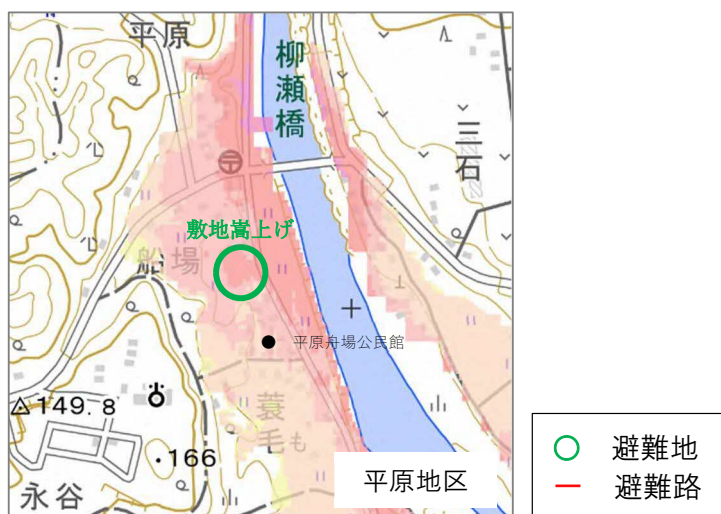 平原
柳瀬橋
三石
敷地嵩上げ
船場
平原舟場公民館
蓑毛も
149.8
166
永谷
平原地区
避難地
避難路